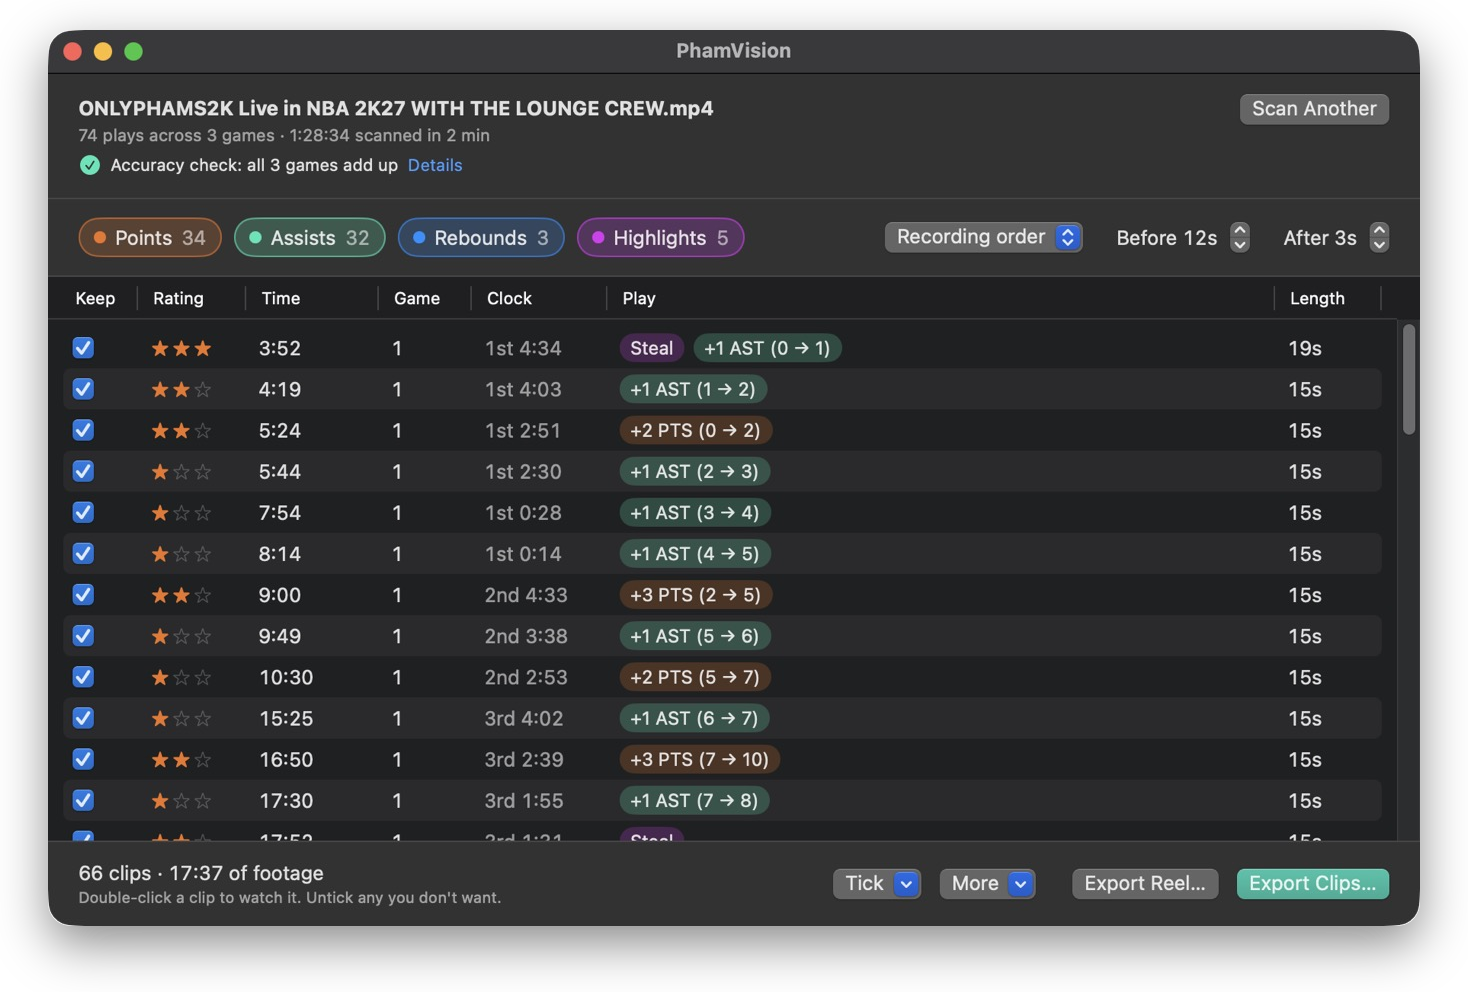 PhamVision
ONLYPHAMS2K Live in NBA 2K27 WITH THE LOUNGE CREW.mp4
Scan Another
74 plays across 3 games · 1:28:34 scanned in 2 min
Accuracy check: all 3 games add up Details
Points 34 Assists 32 Rebounds 3 Highlights 5 Recording order Before 12s After 3s
Keep Rating Time Game Clock Play Length
3:52 1 1st 4:34 Steal +1 AST (0 → 1) 19s
4:19 1 1st 4:03 +1 AST (1 → 2) 15s
5:24 1 1st 2:51 +2 PTS (0 → 2) 15s
5:44 1 1st 2:30 +1 AST (2 → 3) 15s
7:54 1 1st 0:28 +1 AST (3 → 4) 15s
8:14 1 1st 0:14 +1 AST (4 → 5) 15s
9:00 1 2nd 4:33 +3 PTS (2 → 5) 15s
9:49 1 2nd 3:38 +1 AST (5 → 6) 15s
10:30 1 2nd 2:53 +2 PTS (5 → 7) 15s
15:25 1 3rd 4:02 +1 AST (6 → 7) 15s
16:50 1 3rd 2:39 +3 PTS (7 → 10) 15s
17:30 1 3rd 1:55 +1 AST (7 → 8) 15s
17:52 1 3rd 1:31 Steal 15s
66 clips · 17:37 of footage
Double-click a clip to watch it. Untick any you don't want.
Tick More Export Reel... Export Clips...